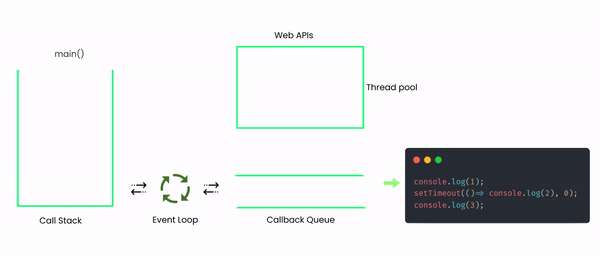 Web APIs
main()
Thread pool
console.log(1);
setTimeout(()=> console.log(2), 0);
console.log(3);
Call Stack
Event Loop
Callback Queue